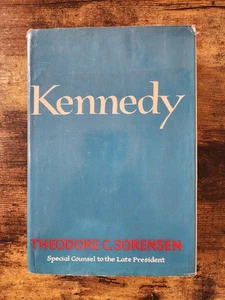 Kennedy
THEODORE C. SORENSEN
Special Counsel to the Late President